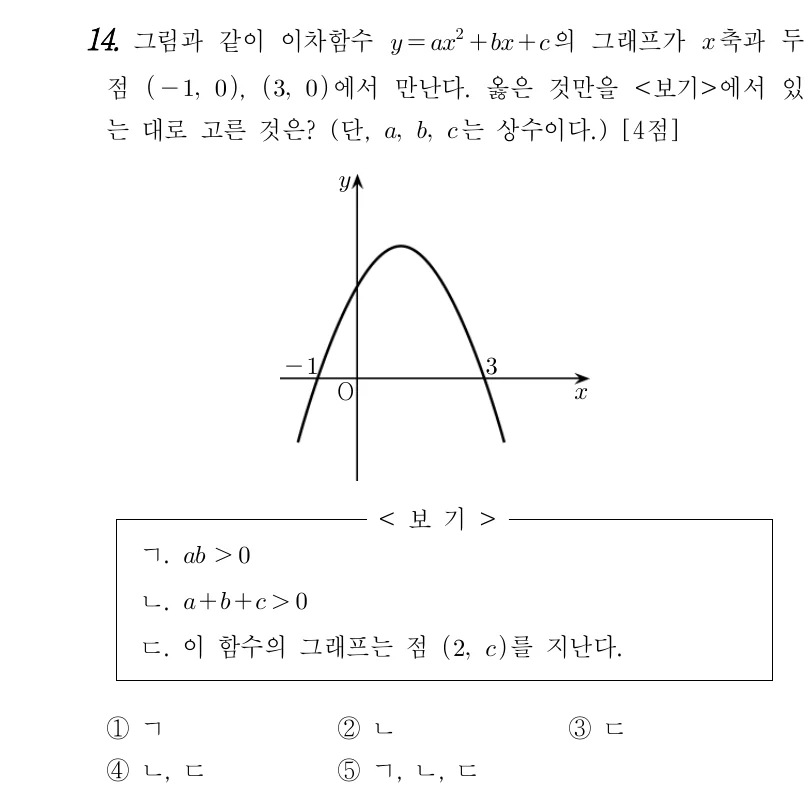 14. 그림과 같이 이차함수 y=ax²+bx+c의 그래프가 x축과 두
점 (−1, 0), (3, 0)에서 만난다. 옳은 것만을 <보기>에서 있
는 대로 고른 것은? (단, a, b, c는 상수이다.) [4점]
y
−1 3
O x
< 보 기 >
ㄱ. ab > 0
ㄴ. a+b+c > 0
ㄷ. 이 함수의 그래프는 점 (2, c)를 지난다.
① ㄱ ② ㄴ ③ ㄷ
④ ㄴ, ㄷ ⑤ ㄱ, ㄴ, ㄷ